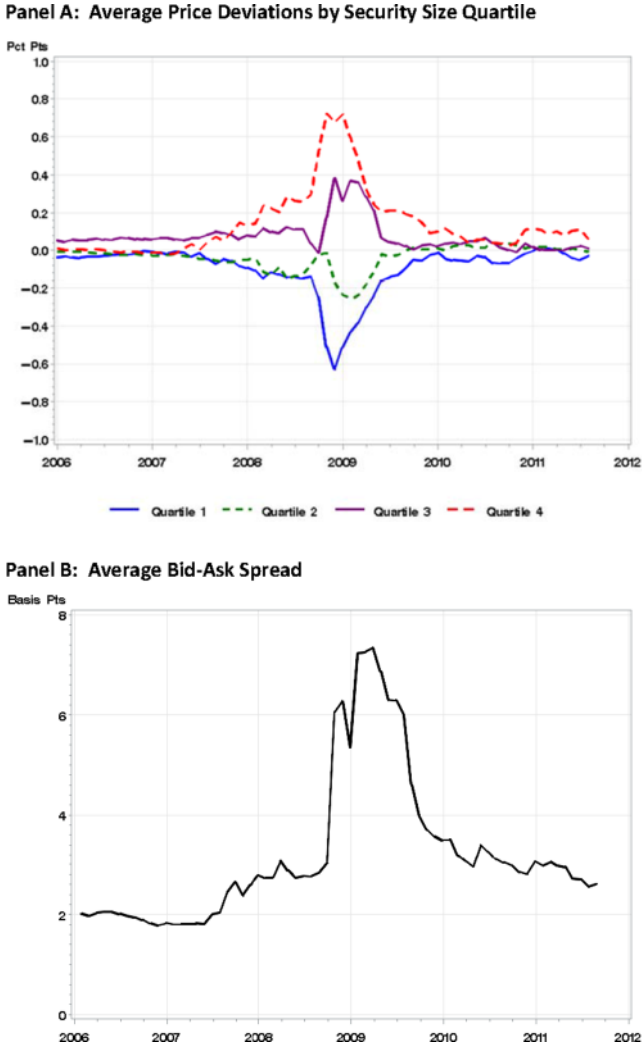 Panel A: Average Price Deviations by Security Size Quartile
Pct Pts
1.0
0.8
0.6
0.4
0.2
0.0
−0.2
−0.4
−0.6
−0.8
−1.0
2006 2007 2008 2009 2010 2011 2012
Quartile 1 Quartile 2 Quartile 3 Quartile 4
Panel B: Average Bid-Ask Spread
Basis Pts
8
6
4
2
0
2006 2007 2008 2009 2010 2011 2012